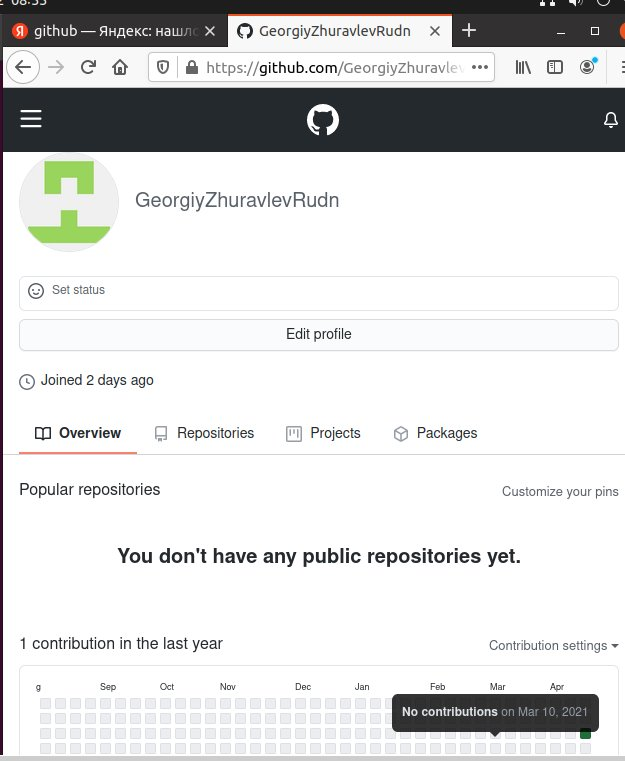 github — Яндекс: нашло
GeorgiyZhuravlevRudn
https://github.com/GeorgiyZhuravlev
GeorgiyZhuravlevRudn
Set status
Edit profile
Joined 2 days ago
Overview Repositories Projects Packages
Popular repositories
Customize your pins
You don't have any public repositories yet.
1 contribution in the last year
Contribution settings
g Sep Oct Nov Dec Jan Feb Mar Apr
No contributions on Mar 10, 2021